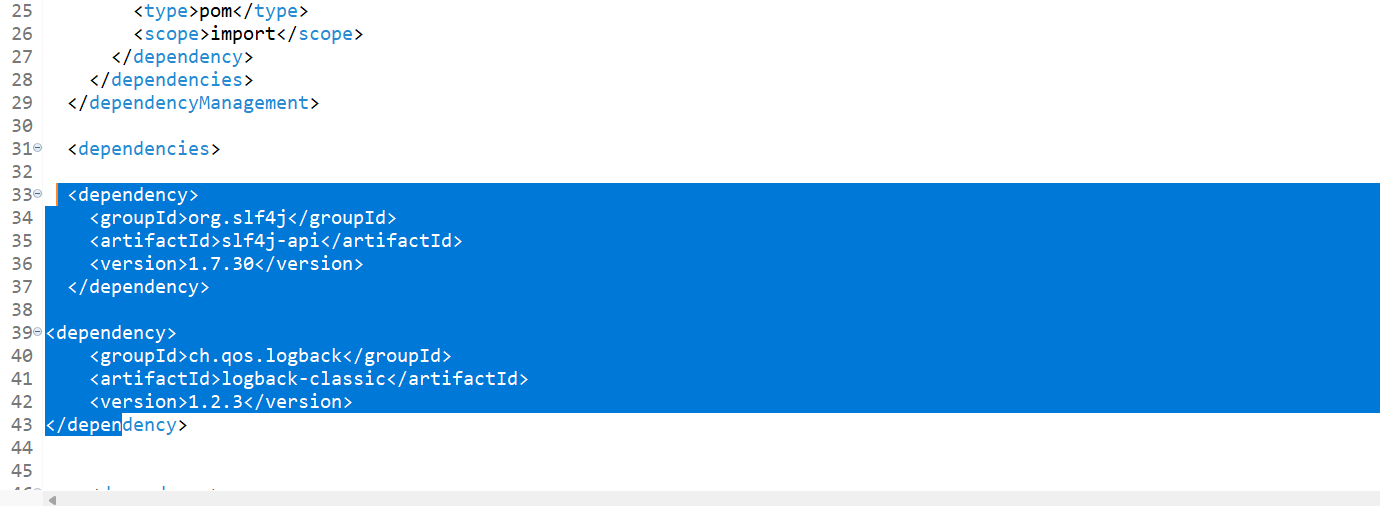 25 <type>pom</type>
26 <scope>import</scope>
27 </dependency>
28 </dependencies>
29 </dependencyManagement>
30
31 <dependencies>
32
33 <dependency>
34 <groupId>org.slf4j</groupId>
35 <artifactId>slf4j-api</artifactId>
36 <version>1.7.30</version>
37 </dependency>
38
39 <dependency>
40 <groupId>ch.qos.logback</groupId>
41 <artifactId>logback-classic</artifactId>
42 <version>1.2.3</version>
43 </dependency>
44
45